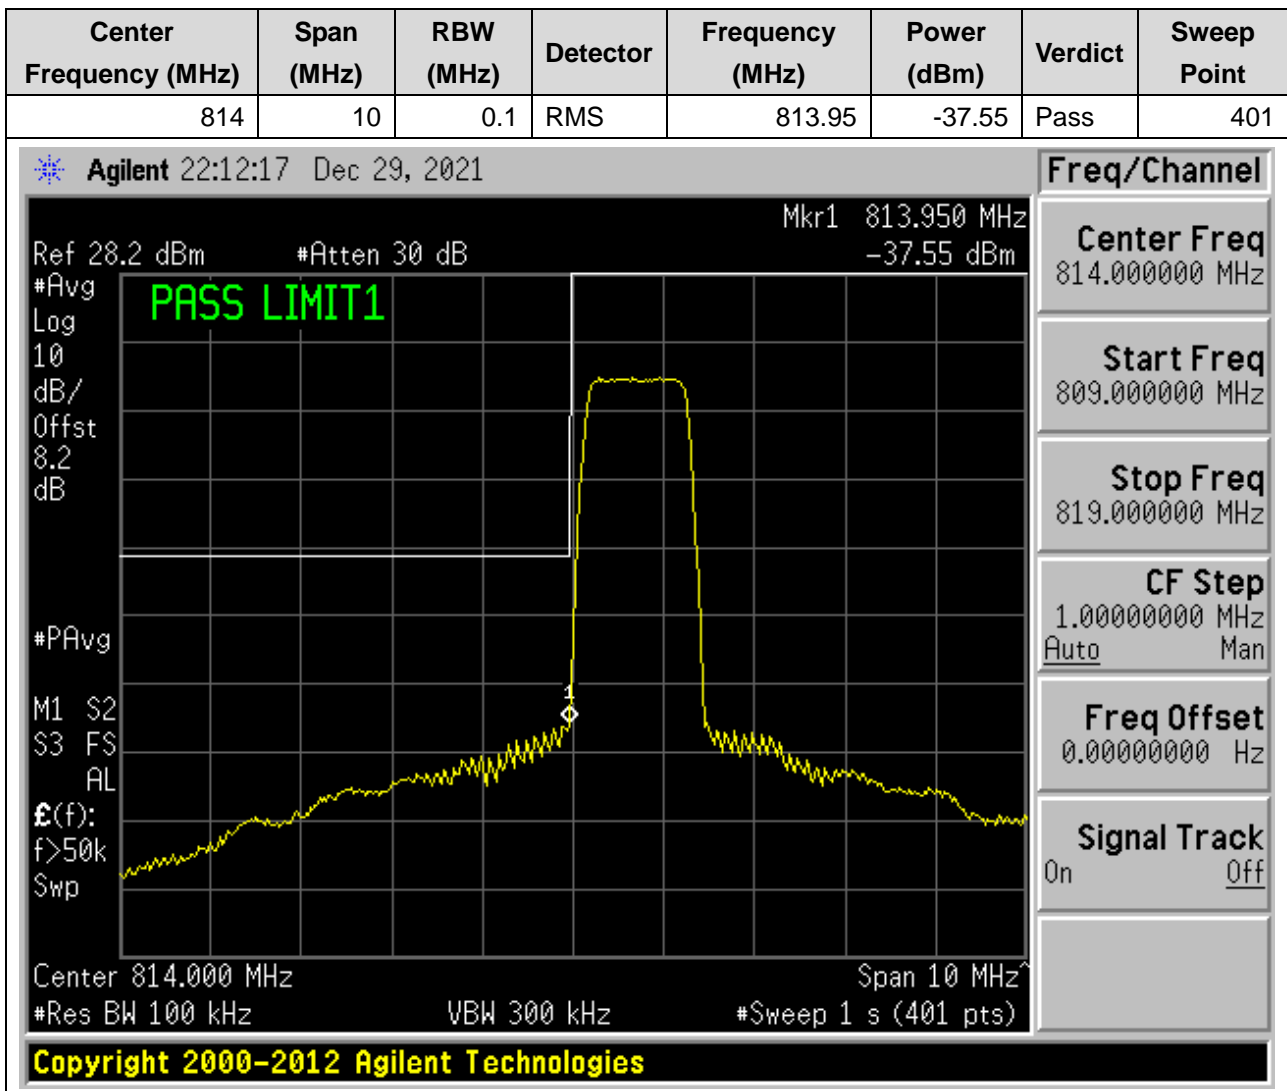 Center Frequency (MHz) Span (MHz) RBW (MHz) Detector Frequency (MHz) Power (dBm) Verdict Sweep Point
814 10 0.1 RMS 813.95 -37.55 Pass 401
Agilent 22:12:17 Dec 29, 2021
Mkr1 813.950 MHz
Ref 28.2 dBm #Atten 30 dB -37.55 dBm
#Avg
Log
10
dB/
Offst
8.2
dB
PASS LIMIT1
#PAvg
M1 S2
S3 FS
AL
£(f):
f>50k
Swp
1
Center 814.000 MHz Span 10 MHz^
#Res BW 100 kHz VBW 300 kHz #Sweep 1 s (401 pts)
Freq/Channel
Center Freq
814.000000 MHz
Start Freq
809.000000 MHz
Stop Freq
819.000000 MHz
CF Step
1.00000000 MHz
Auto Man
Freq Offset
0.00000000 Hz
Signal Track
On Off
Copyright 2000-2012 Agilent Technologies